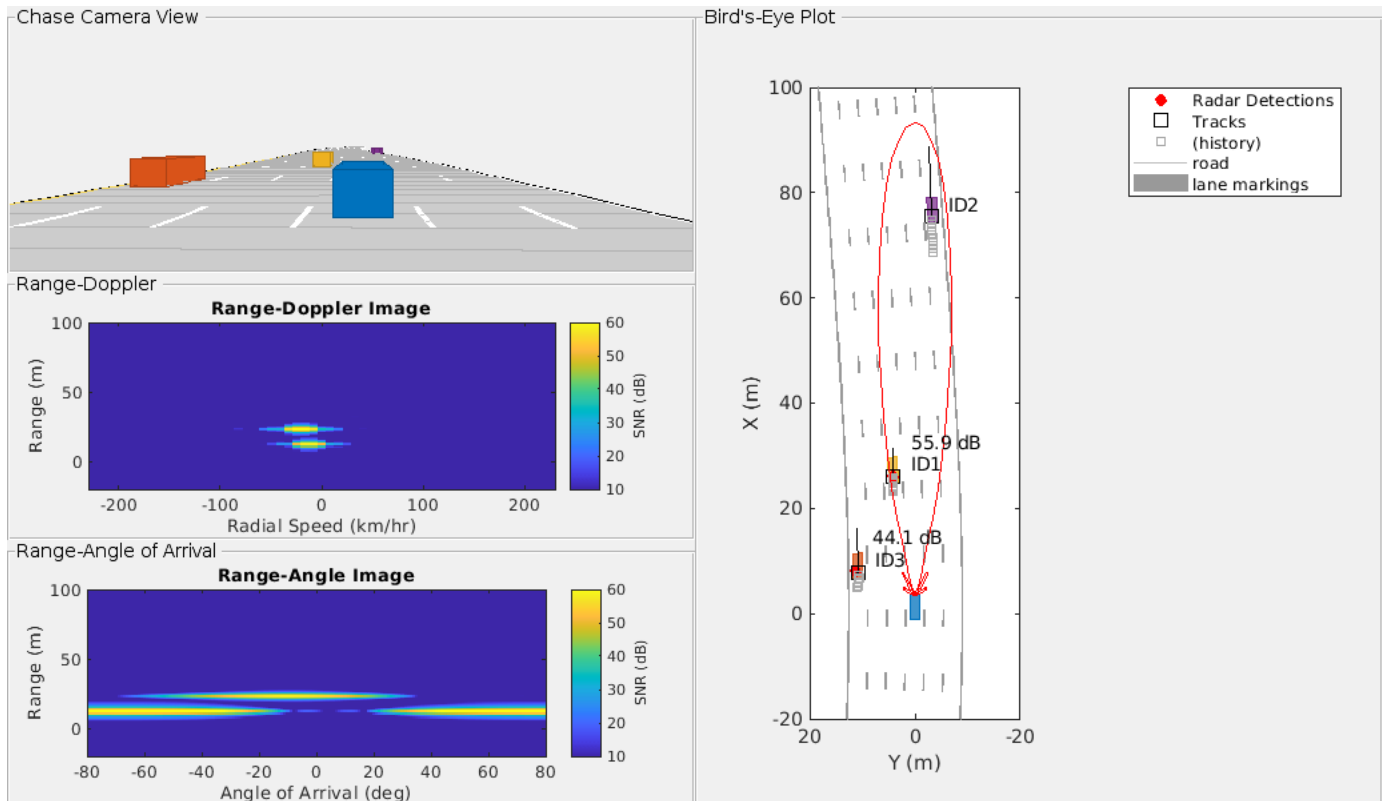 Chase Camera View
Range-Doppler
Range-Doppler Image
100
50
0
Range (m)
-200
-100
0
100
200
Radial Speed (km/hr)
60
50
40
30
20
10
SNR (dB)
Range-Angle of Arrival
Range-Angle Image
100
50
0
Range (m)
-80
-60
-40
-20
0
20
40
60
80
Angle of Arrival (deg)
60
50
40
30
20
10
SNR (dB)
Bird's-Eye Plot
100
80
60
40
20
0
-20
X (m)
20
0
-20
Y (m)
ID2
55.9 dB
ID1
44.1 dB
ID3
Radar Detections
Tracks
(history)
road
lane markings